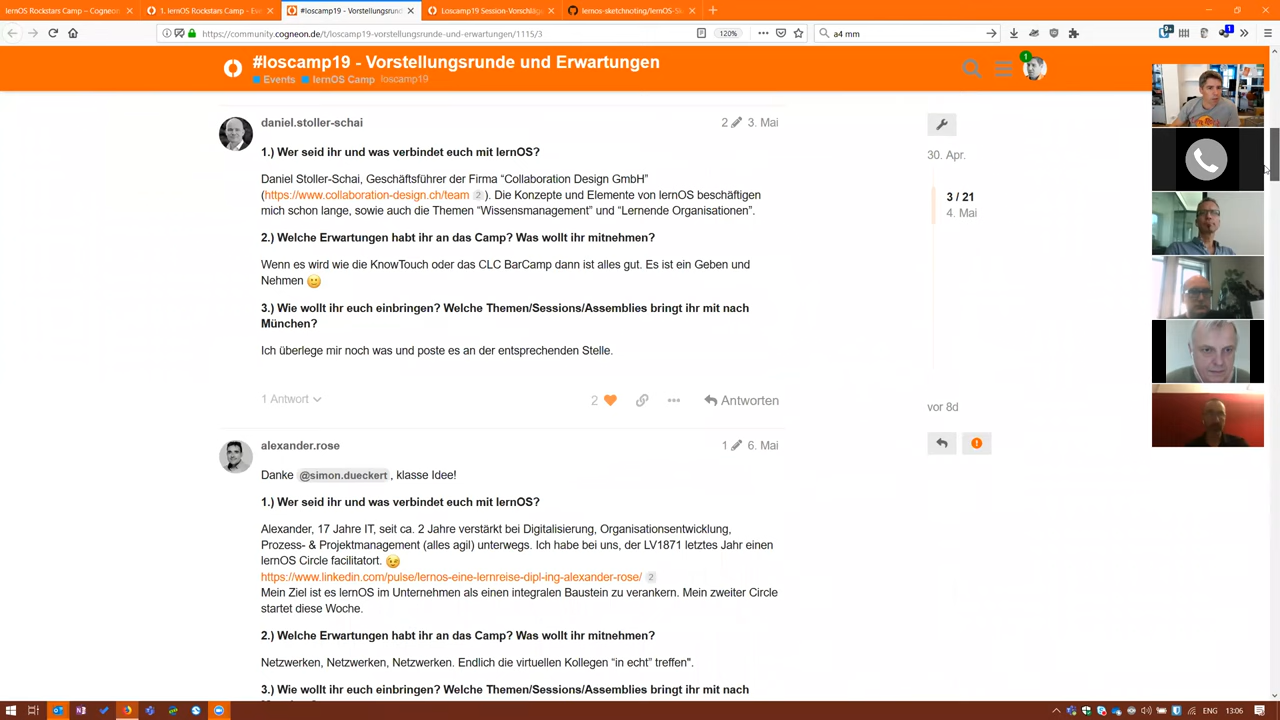 lernOS Rockstars Camp – Cogneon
1. lernOS Rockstars Camp - Eve
#loscamp19 - Vorstellungsrund
Loscamp19 Session-Vorschläge
lernos-sketchnoting/lernOS-Sk
https://community.cogneon.de/t/loscamp19-vorstellungsrunde-und-erwartungen/1115/3
120%
a4 mm
#loscamp19 - Vorstellungsrunde und Erwartungen
Events lernOS Camp loscamp19
1
daniel.stoller-schai
2 3. Mai
1.) Wer seid ihr und was verbindet euch mit lernOS?
Daniel Stoller-Schai, Geschäftsführer der Firma “Collaboration Design GmbH”
(https://www.collaboration-design.ch/team 2 ). Die Konzepte und Elemente von lernOS beschäftigen
mich schon lange, sowie auch die Themen “Wissensmanagement” und “Lernende Organisationen”.
2.) Welche Erwartungen habt ihr an das Camp? Was wollt ihr mitnehmen?
Wenn es wird wie die KnowTouch oder das CLC BarCamp dann ist alles gut. Es ist ein Geben und
Nehmen
3.) Wie wollt ihr euch einbringen? Welche Themen/Sessions/Assemblies bringt ihr mit nach
München?
Ich überlege mir noch was und poste es an der entsprechenden Stelle.
1 Antwort
2
Antworten
30. Apr.
3 / 21
4. Mai
vor 8d
alexander.rose
1 6. Mai
Danke @simon.dueckert , klasse Idee!
1.) Wer seid ihr und was verbindet euch mit lernOS?
Alexander, 17 Jahre IT, seit ca. 2 Jahre verstärkt bei Digitalisierung, Organisationsentwicklung,
Prozess- & Projektmanagement (alles agil) unterwegs. Ich habe bei uns, der LV1871 letztes Jahr einen
lernOS Circle facilitatort.
https://www.linkedin.com/pulse/lernos-eine-lernreise-dipl-ing-alexander-rose/ 2
Mein Ziel ist es lernOS im Unternehmen als einen integralen Baustein zu verankern. Mein zweiter Circle
startet diese Woche.
2.) Welche Erwartungen habt ihr an das Camp? Was wollt ihr mitnehmen?
Netzwerken, Netzwerken, Netzwerken. Endlich die virtuellen Kollegen “in echt” treffen".
3.) Wie wollt ihr euch einbringen? Welche Themen/Sessions/Assemblies bringt ihr mit nach
ENG
13:06